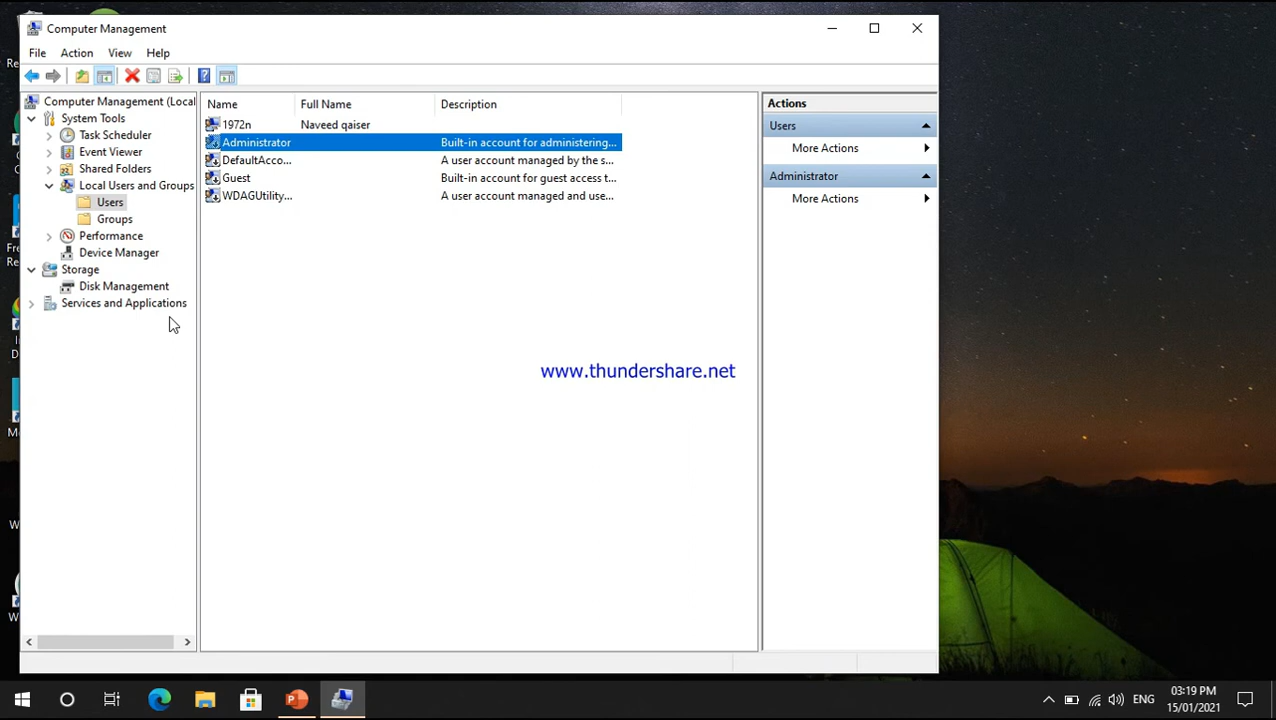 Computer Management
File Action View Help
Computer Management (Local
System Tools
Task Scheduler
Event Viewer
Shared Folders
Local Users and Groups
Users
Groups
Performance
Device Manager
Storage
Disk Management
Services and Applications
Name Full Name Description
1972n Naveed qaiser
Administrator Built-in account for administering...
DefaultAcco... A user account managed by the s...
Guest Built-in account for guest access t...
WDAGUtility... A user account managed and use...
www.thundershare.net
Actions
Users
More Actions
Administrator
More Actions
03:19 PM
ENG
15/01/2021